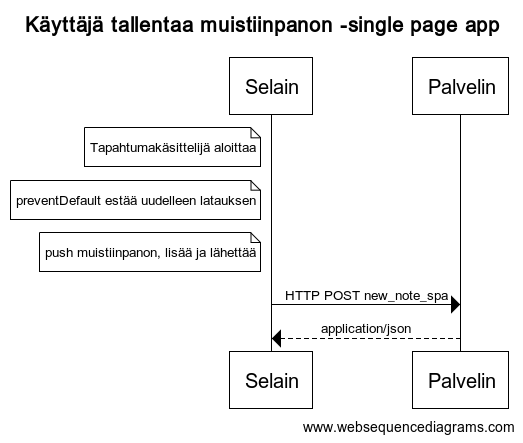 Käyttäjä tallentaa muistiinpanon -single page app
Selain
Palvelin
Tapahtumakäsittelijä aloittaa
preventDefault estää uudelleen latauksen
push muistiinpanon, lisää ja lähettää
HTTP POST new_note_spa
application/json
Selain
Palvelin
www.websequencediagrams.com